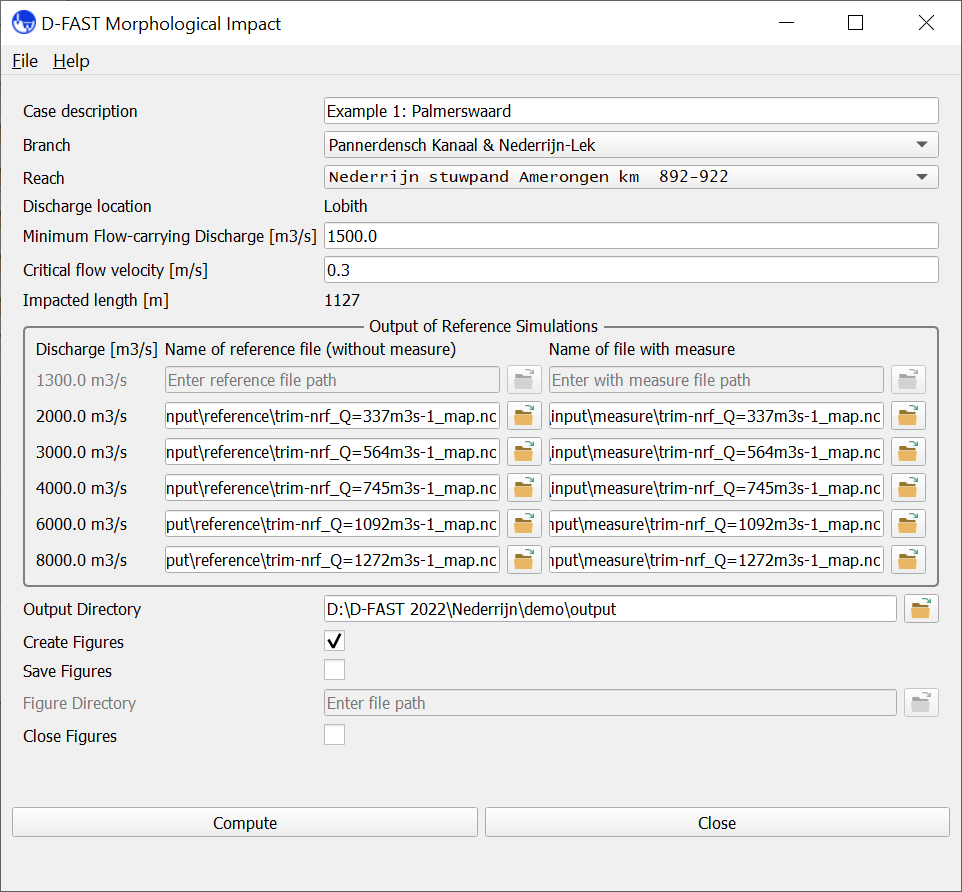 D-FAST Morphological Impact
File Help
Case description Example 1: Palmerswaard
Branch Pannerdensch Kanaal & Nederrijn-Lek
Reach Nederrijn stuwpand Amerongen km  892-922
Discharge location Lobith
Minimum Flow-carrying Discharge [m3/s] 1500.0
Critical flow velocity [m/s] 0.3
Impacted length [m] 1127
Output of Reference Simulations
Discharge [m3/s] Name of reference file (without measure) Name of file with measure
1300.0 m3/s Enter reference file path Enter with measure file path
2000.0 m3/s nput\reference\trim-nrf_Q=337m3s-1_map.nc \input\measure\trim-nrf_Q=337m3s-1_map.nc
3000.0 m3/s nput\reference\trim-nrf_Q=564m3s-1_map.nc \input\measure\trim-nrf_Q=564m3s-1_map.nc
4000.0 m3/s nput\reference\trim-nrf_Q=745m3s-1_map.nc \input\measure\trim-nrf_Q=745m3s-1_map.nc
6000.0 m3/s put\reference\trim-nrf_Q=1092m3s-1_map.nc nput\measure\trim-nrf_Q=1092m3s-1_map.nc
8000.0 m3/s put\reference\trim-nrf_Q=1272m3s-1_map.nc nput\measure\trim-nrf_Q=1272m3s-1_map.nc
Output Directory D:\D-FAST 2022\Nederrijn\demo\output
Create Figures
Save Figures
Figure Directory Enter file path
Close Figures
Compute Close